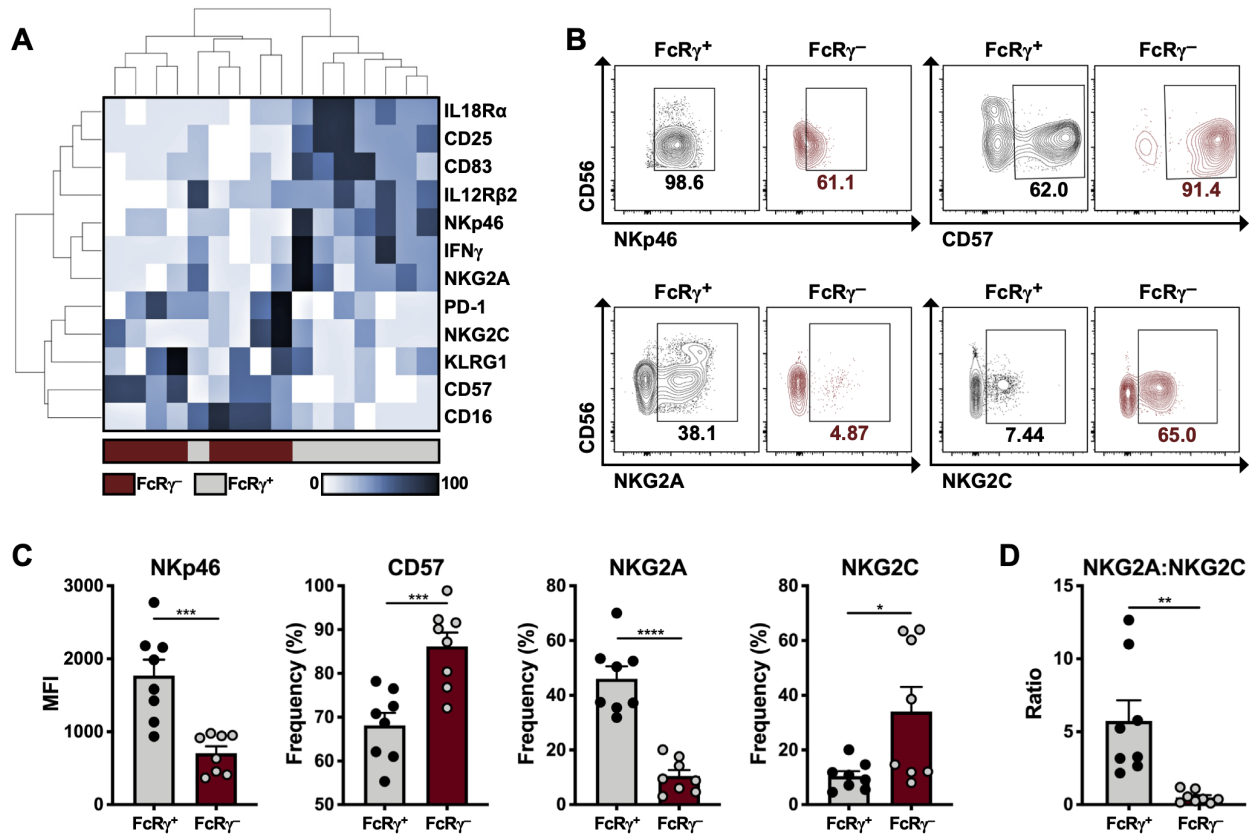 A
IL18Rα
CD25
CD83
IL12Rβ2
NKp46
IFNγ
NKG2A
PD-1
NKG2C
KLRG1
CD57
CD16
FcRγ⁻ FcRγ⁺ 0 100
B
FcRγ⁺ FcRγ⁻ FcRγ⁺ FcRγ⁻
CD56
98.6 61.1 62.0 91.4
NKp46 CD57
FcRγ⁺ FcRγ⁻ FcRγ⁺ FcRγ⁻
CD56
38.1 4.87 7.44 65.0
NKG2A NKG2C
C
NKp46
MFI
3000
2000
1000
0
***
FcRγ⁺ FcRγ⁻
CD57
Frequency (%)
100
90
80
70
60
50
***
FcRγ⁺ FcRγ⁻
NKG2A
Frequency (%)
80
60
40
20
0
****
FcRγ⁺ FcRγ⁻
NKG2C
Frequency (%)
80
60
40
20
0
*
FcRγ⁺ FcRγ⁻
D
NKG2A:NKG2C
Ratio
15
10
5
0
**
FcRγ⁺ FcRγ⁻